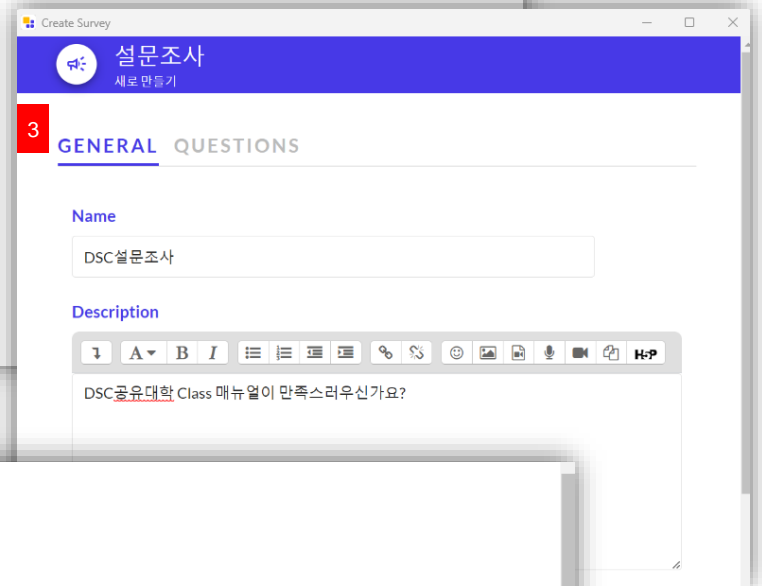 Create Survey
설문조사
새로 만들기
3
GENERAL QUESTIONS
Name
DSC설문조사
Description
A B I H-P
DSC공유대학 Class 매뉴얼이 만족스러우신가요?